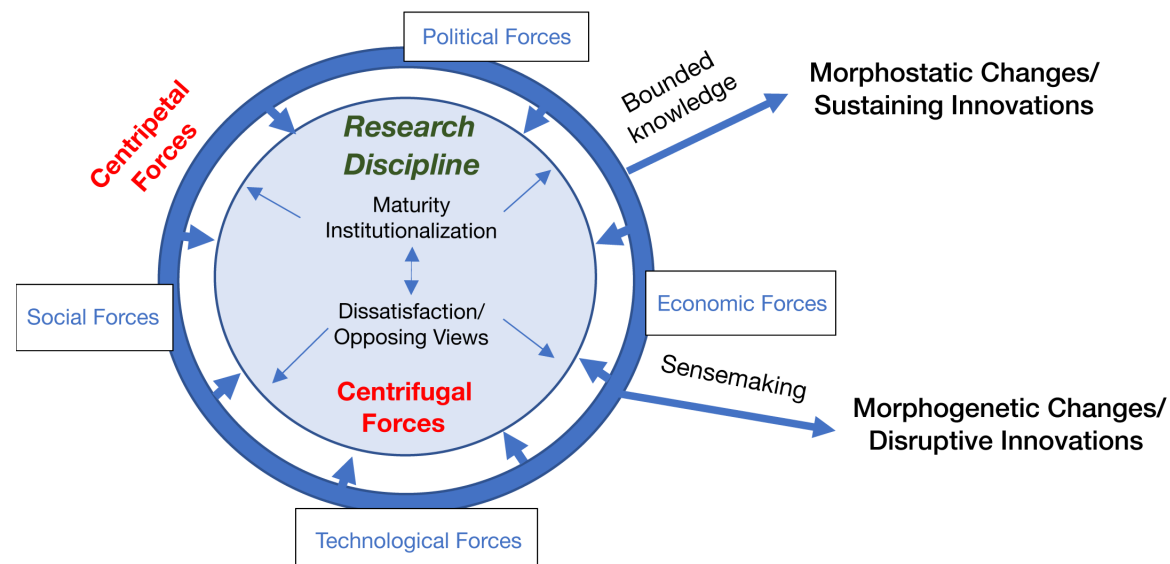 Political Forces
Centripetal
Forces
Research
Discipline
Maturity
Institutionalization
Dissatisfaction/
Opposing Views
Centrifugal
Forces
Social Forces
Economic Forces
Technological Forces
Bounded
knowledge
Morphostatic Changes/
Sustaining Innovations
Sensemaking
Morphogenetic Changes/
Disruptive Innovations